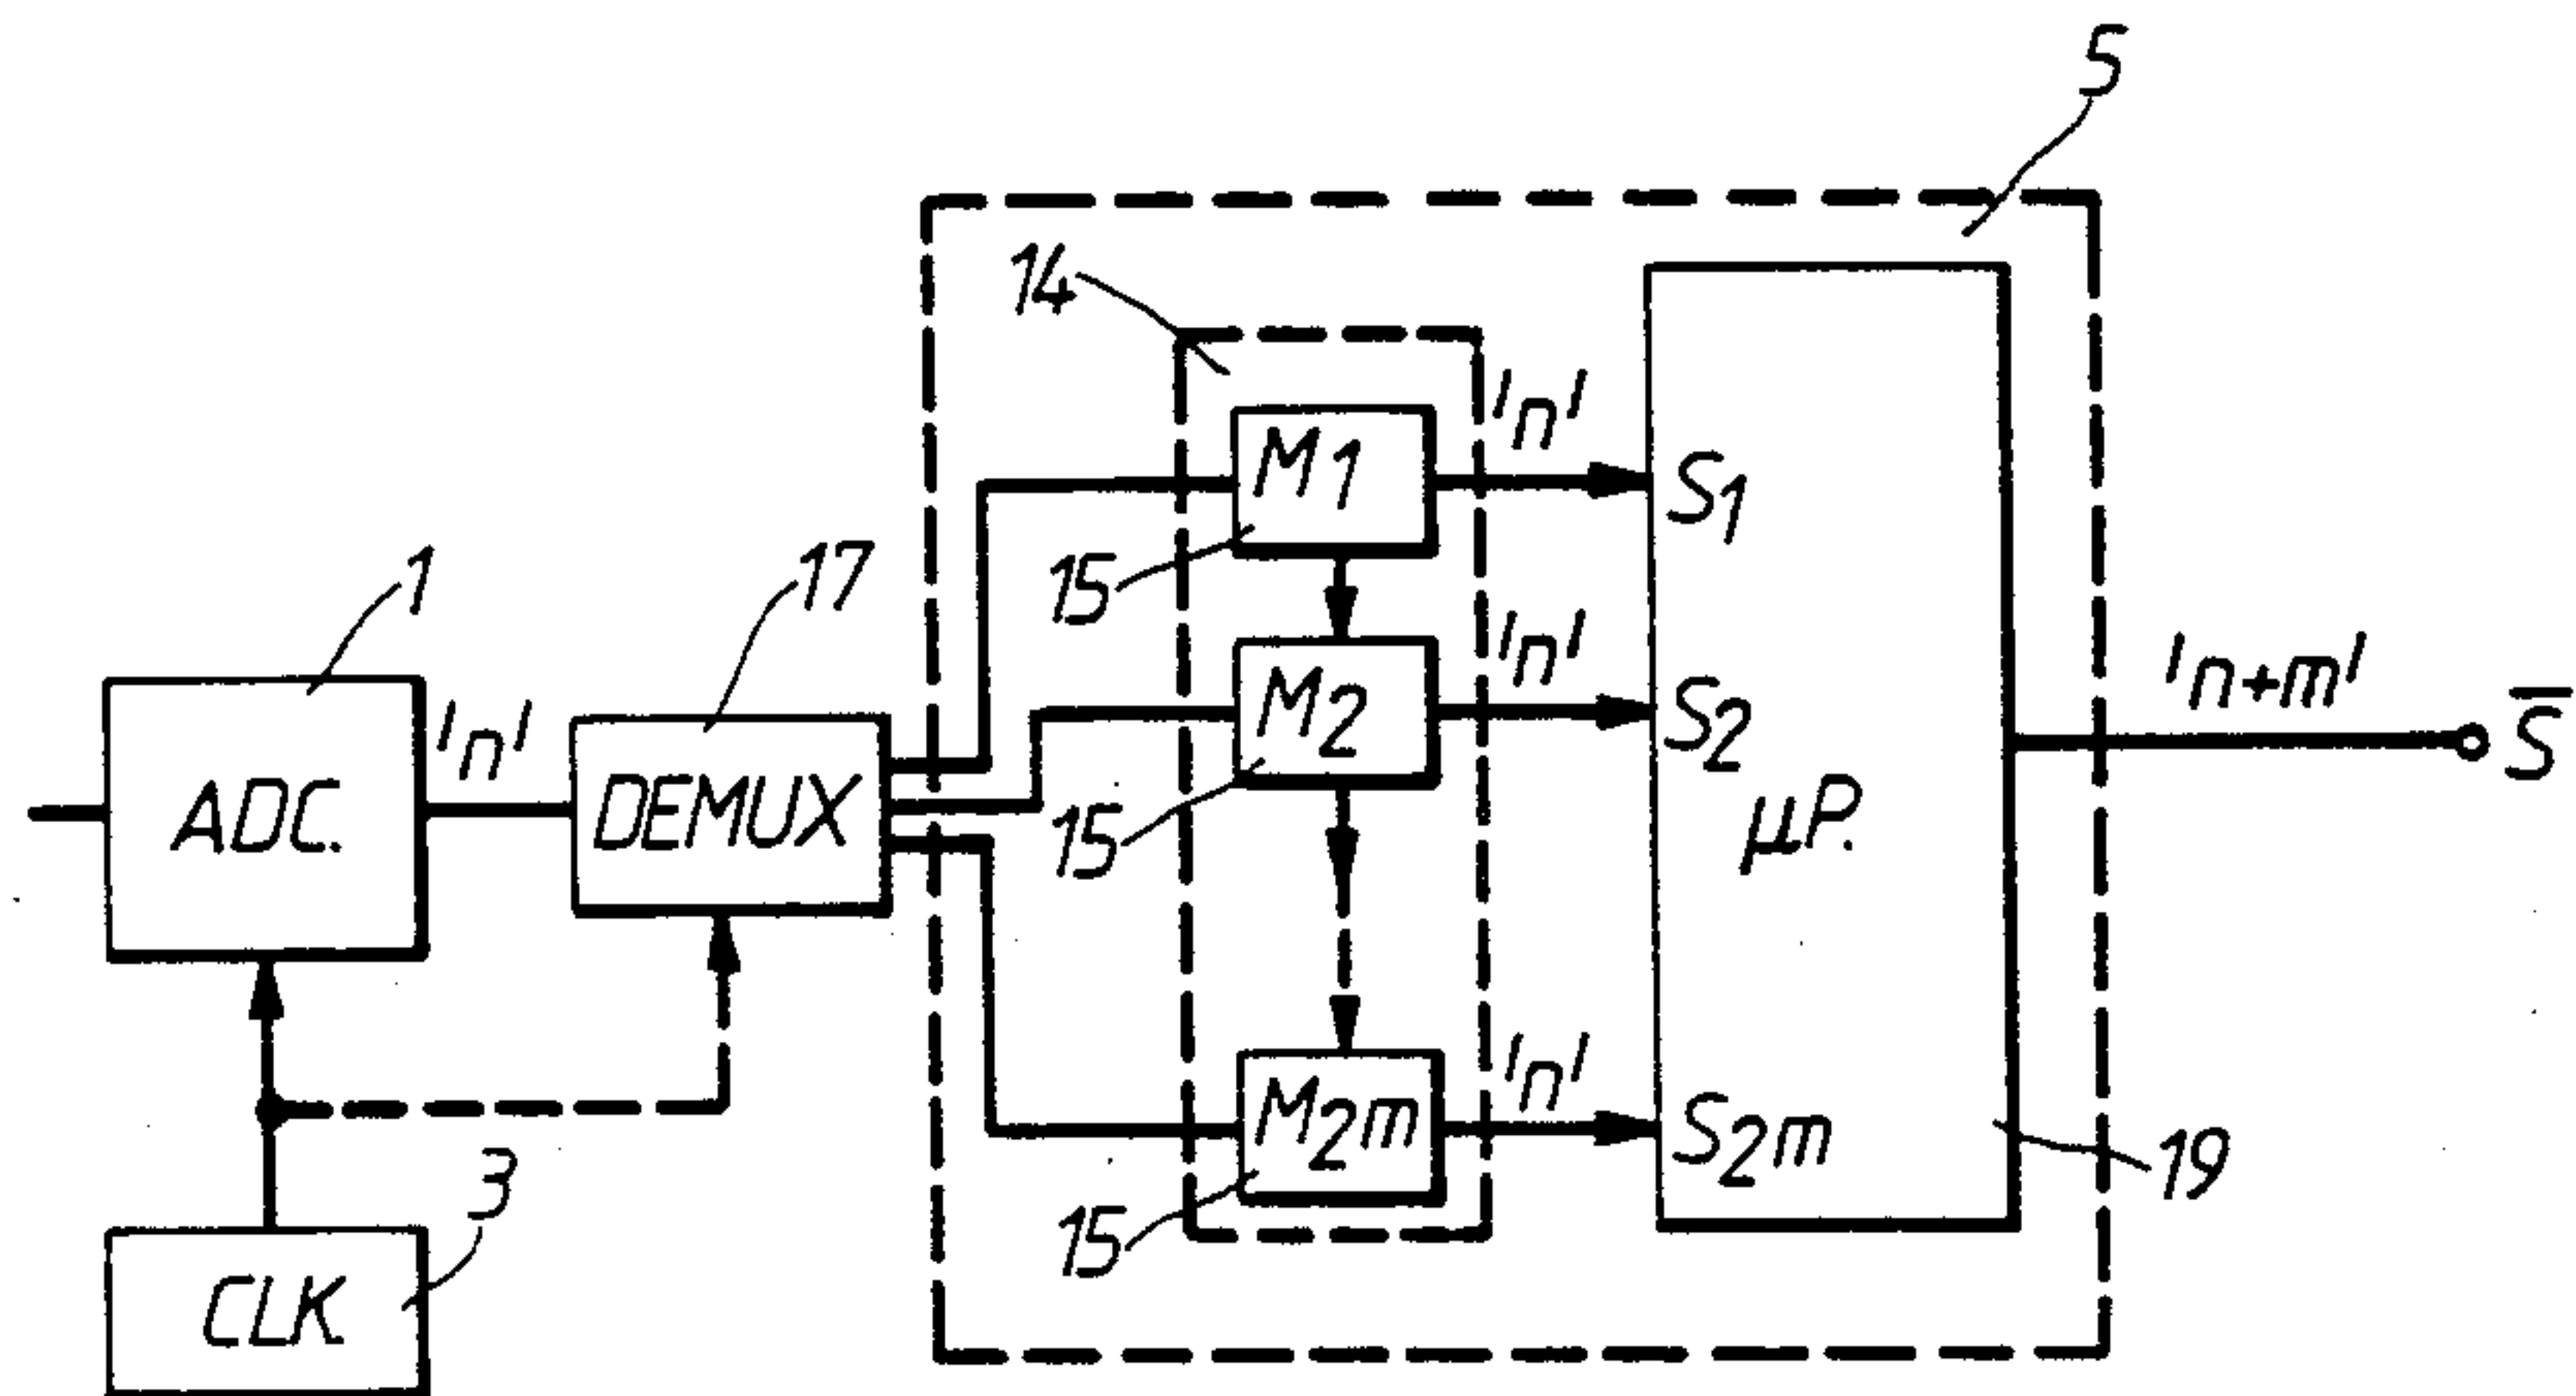 5
14
'n'
M1
S1
1
17
15
'n'
'n+m'
'n'
M2
S2
S̅
ADC.
DEMUX
15
μP.
'n'
M2m
S2m
3
19
15
CLK